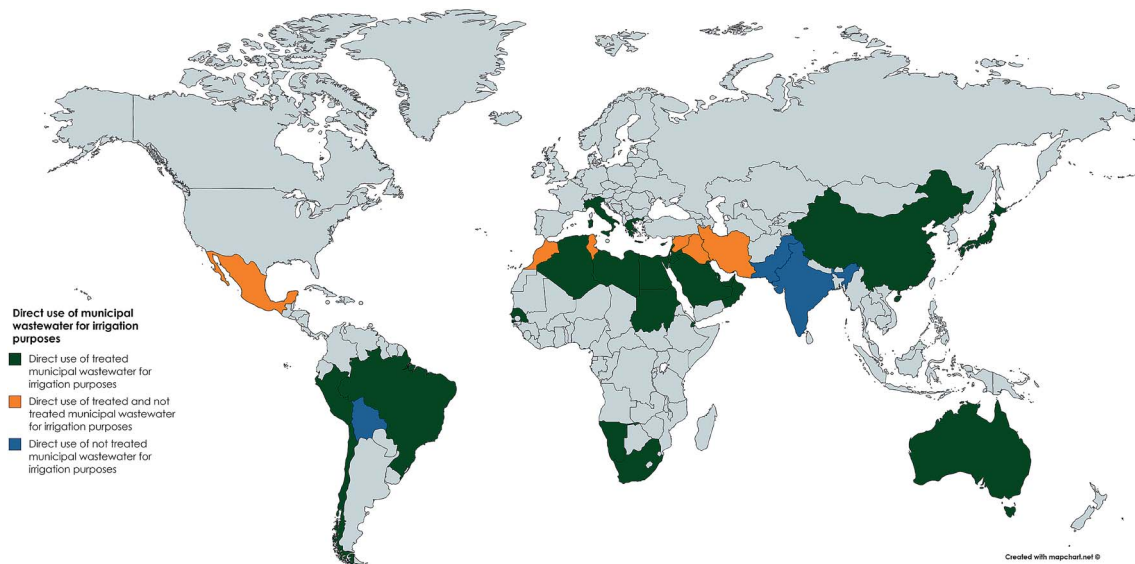 Direct use of municipal
wastewater for irrigation
purposes
Direct use of treated
municipal wastewater for
irrigation purposes
Direct use of treated and not
treated municipal wastewater
for irrigation purposes
Direct use of not treated
municipal wastewater for
irrigation purposes
Created with mapchart.net ©